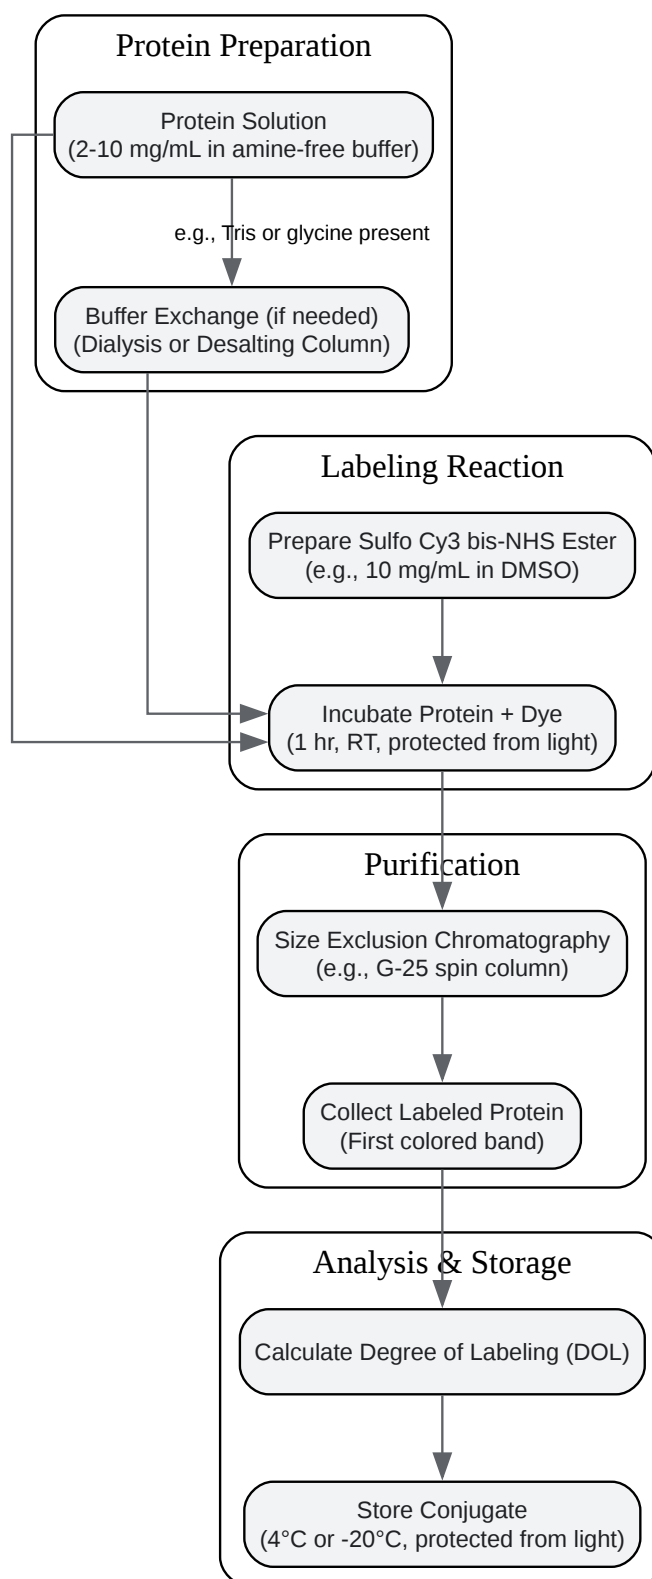 Protein Preparation
Protein Solution
(2-10 mg/mL in amine-free buffer)
e.g., Tris or glycine present
Buffer Exchange (if needed)
(Dialysis or Desalting Column)
Labeling Reaction
Prepare Sulfo Cy3 bis-NHS Ester
(e.g., 10 mg/mL in DMSO)
Incubate Protein + Dye
(1 hr, RT, protected from light)
Purification
Size Exclusion Chromatography
(e.g., G-25 spin column)
Collect Labeled Protein
(First colored band)
Analysis & Storage
Calculate Degree of Labeling (DOL)
Store Conjugate
(4°C or -20°C, protected from light)